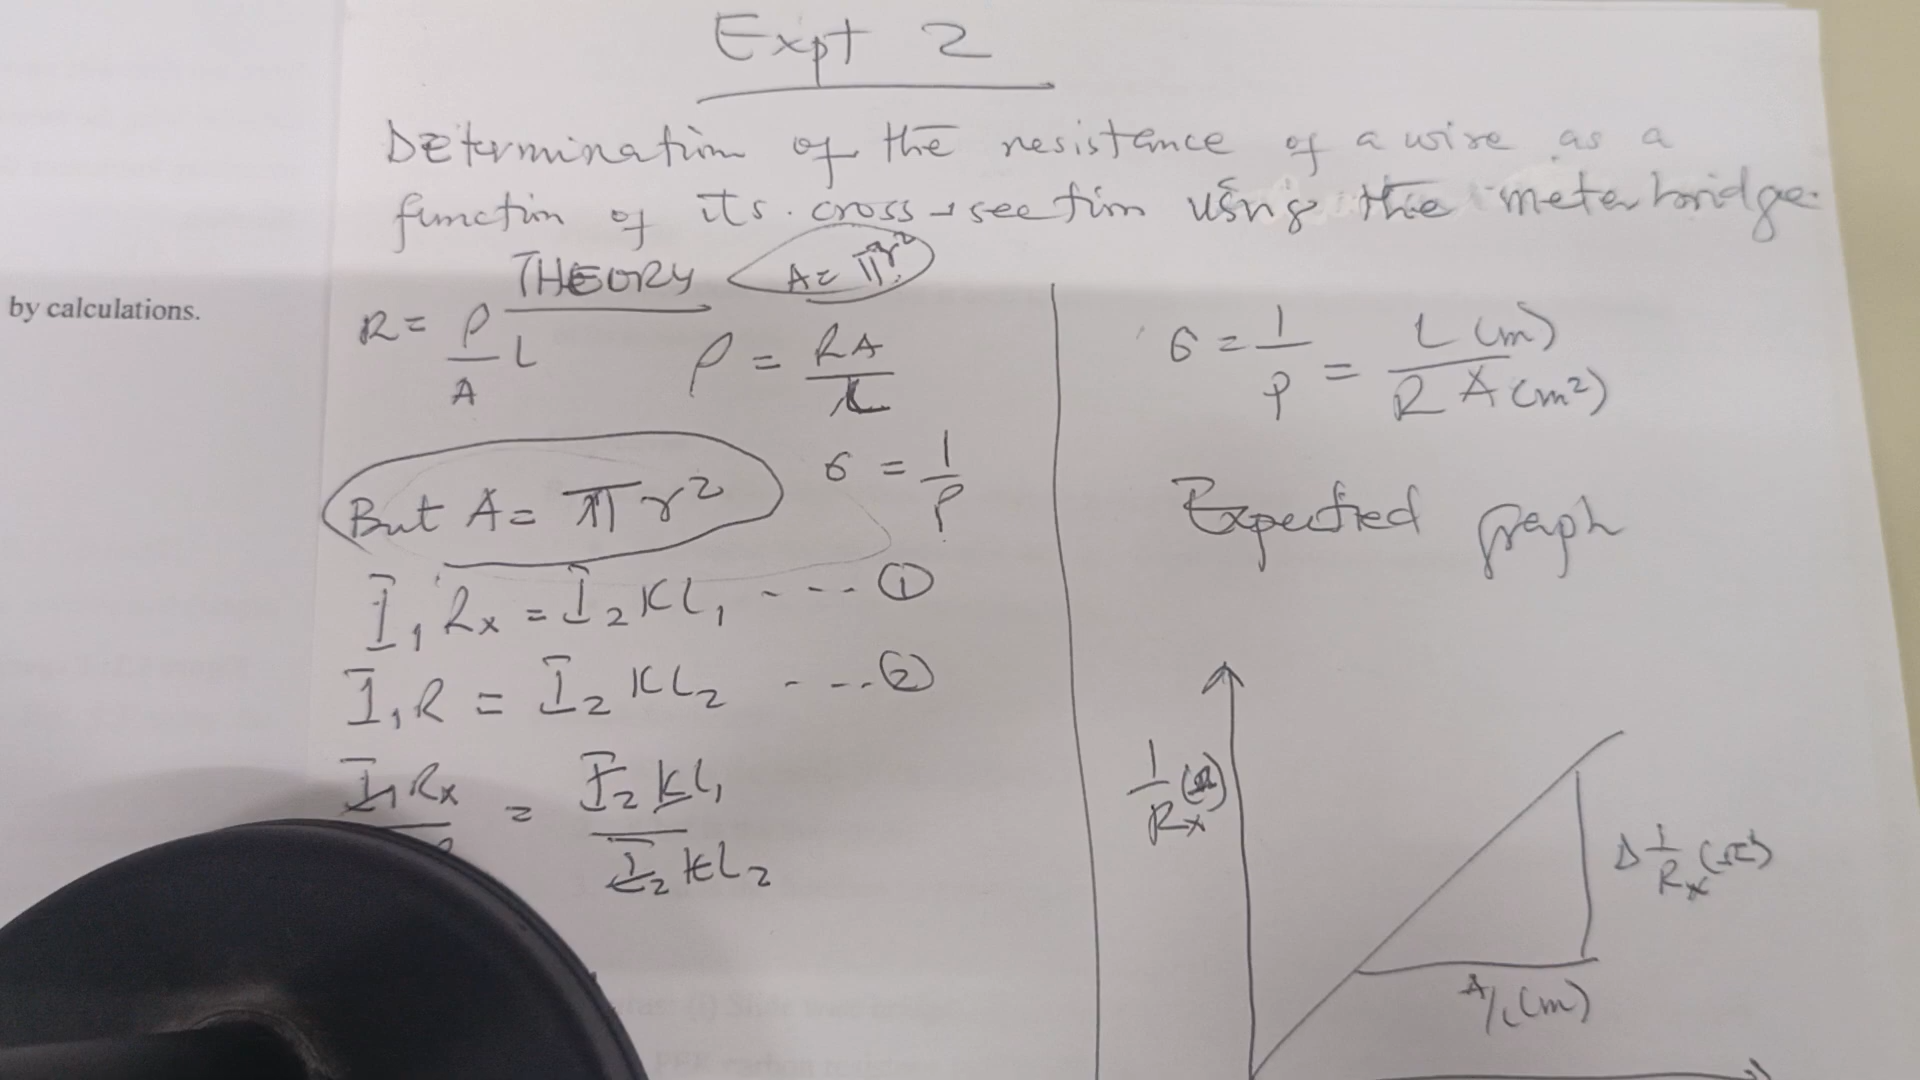 Expt 2
Determination of the resistance of a wire as a
function of its cross-section using the meter bridge.
THEORY
A = πr²
R = ρ/A L
ρ = RA/L
But A = πr²
σ = 1/ρ
I₁Rx = I₂KL₁ ---- ①
I₁R = I₂KL₂ ---- ②
I₁Rx = I₂KL₁/I₂KL₂
σ = 1/ρ = L(m)/RA(m²)
Expected graph
1/Rx
Δ 1/Rx
A/L(m)
by calculations.